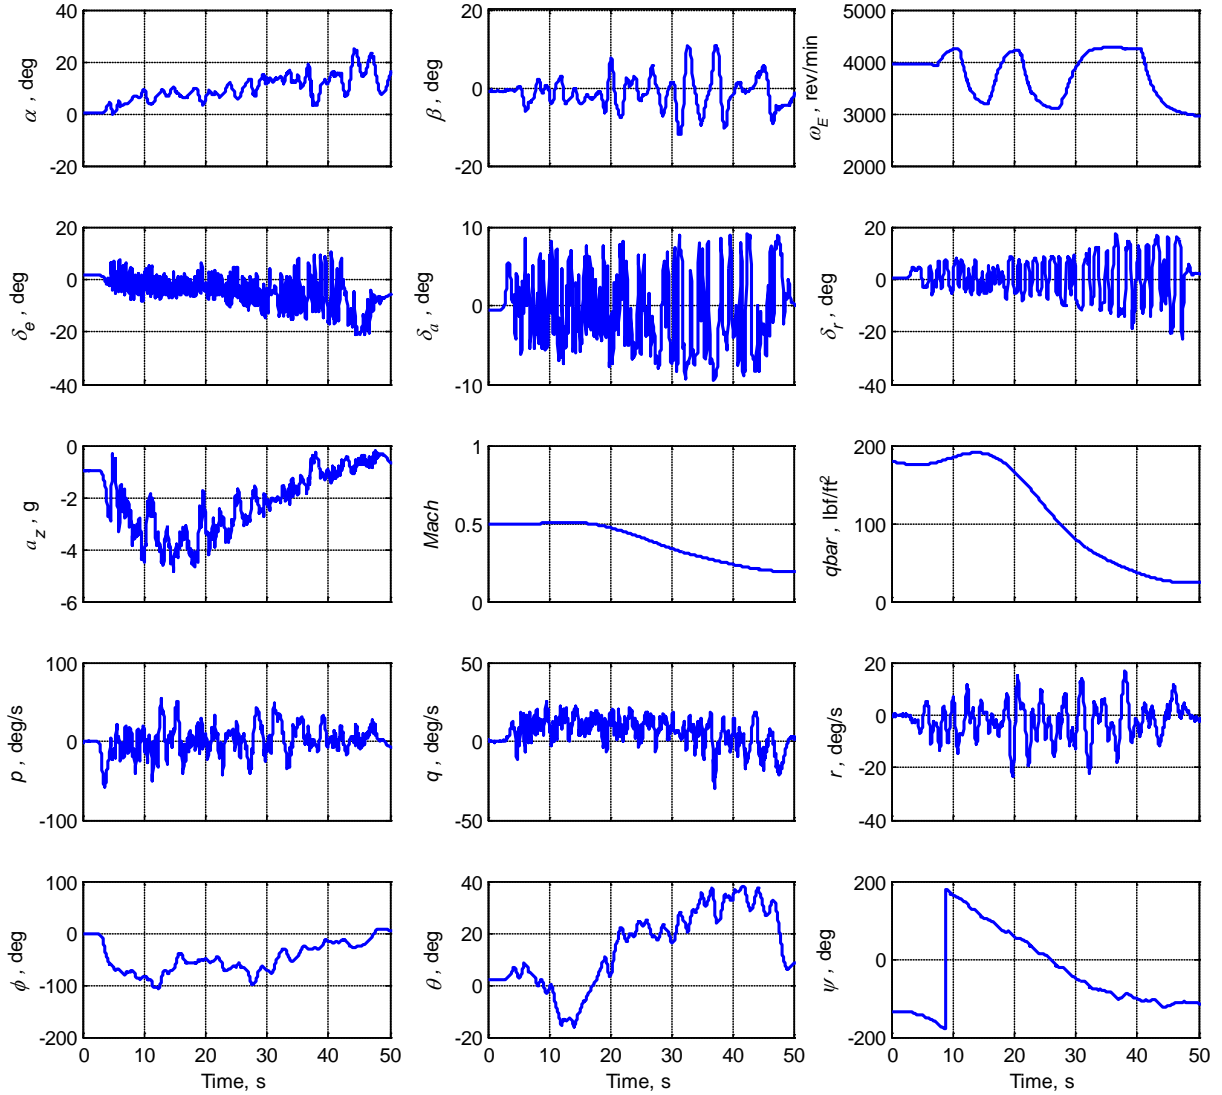 α , deg
40
20
0
-20
β , deg
20
0
-20
ω_E , rev/min
5000
4000
3000
2000
δ_e , deg
20
0
-20
-40
δ_a , deg
10
0
-10
δ_r , deg
20
0
-20
-40
a_z , g
0
-2
-4
-6
Mach
1
0.5
0
qbar , lbf/ft²
200
100
0
p , deg/s
100
0
-100
q , deg/s
50
0
-50
r , deg/s
20
0
-20
-40
ϕ , deg
100
0
-100
-200
0 10 20 30 40 50
Time, s
θ , deg
40
20
0
-20
0 10 20 30 40 50
Time, s
ψ , deg
200
0
-200
0 10 20 30 40 50
Time, s